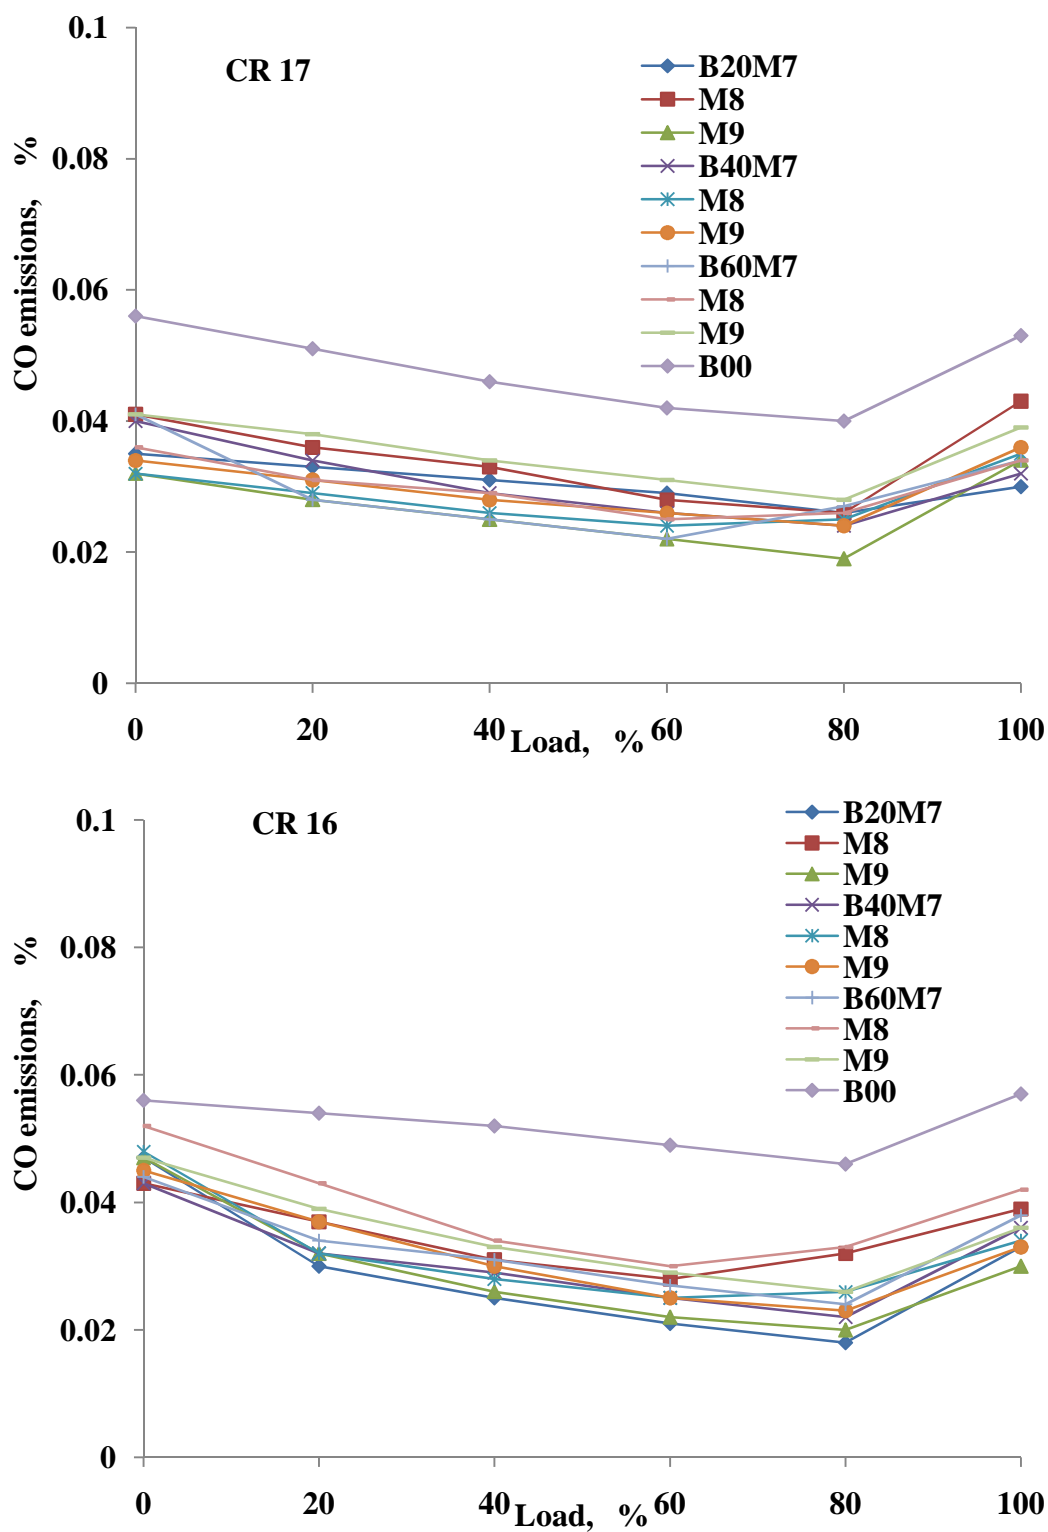 0.1
CR 17
B20M7
M8
M9
B40M7
M8
M9
B60M7
M8
M9
B00
0.08
0.06
0.04
0.02
0
CO emissions, %
0 20 40 60 80 100
Load, %
0.1
CR 16
B20M7
M8
M9
B40M7
M8
M9
B60M7
M8
M9
B00
0.08
0.06
0.04
0.02
0
CO emissions, %
0 20 40 60 80 100
Load, %